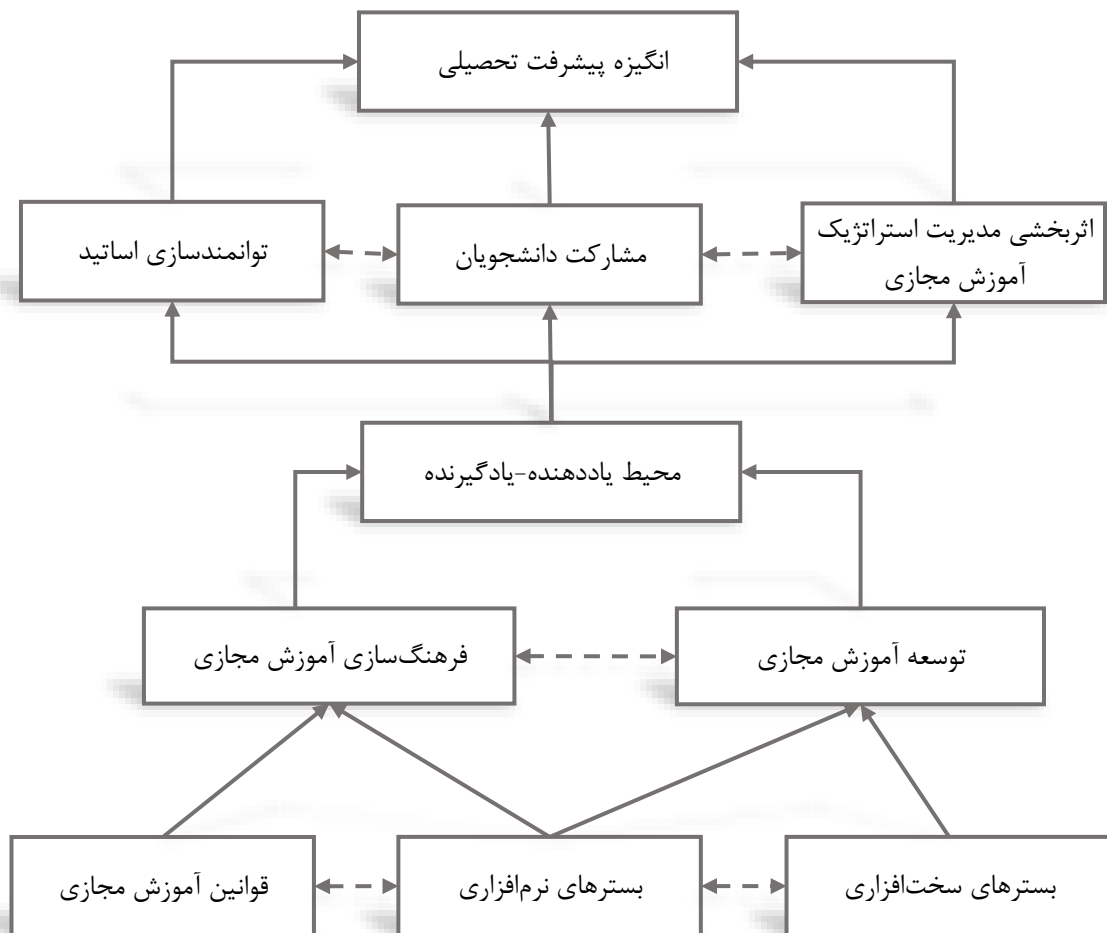 انگیزه پیشرفت تحصیلی
اثربخشی مدیریت استراتژیک
آموزش مجازی
مشارکت دانشجویان
توانمندسازی اساتید
محیط یاددهنده-یادگیرنده
توسعه آموزش مجازی
فرهنگ‌سازی آموزش مجازی
بسترهای سخت‌افزاری
بسترهای نرم‌افزاری
قوانین آموزش مجازی